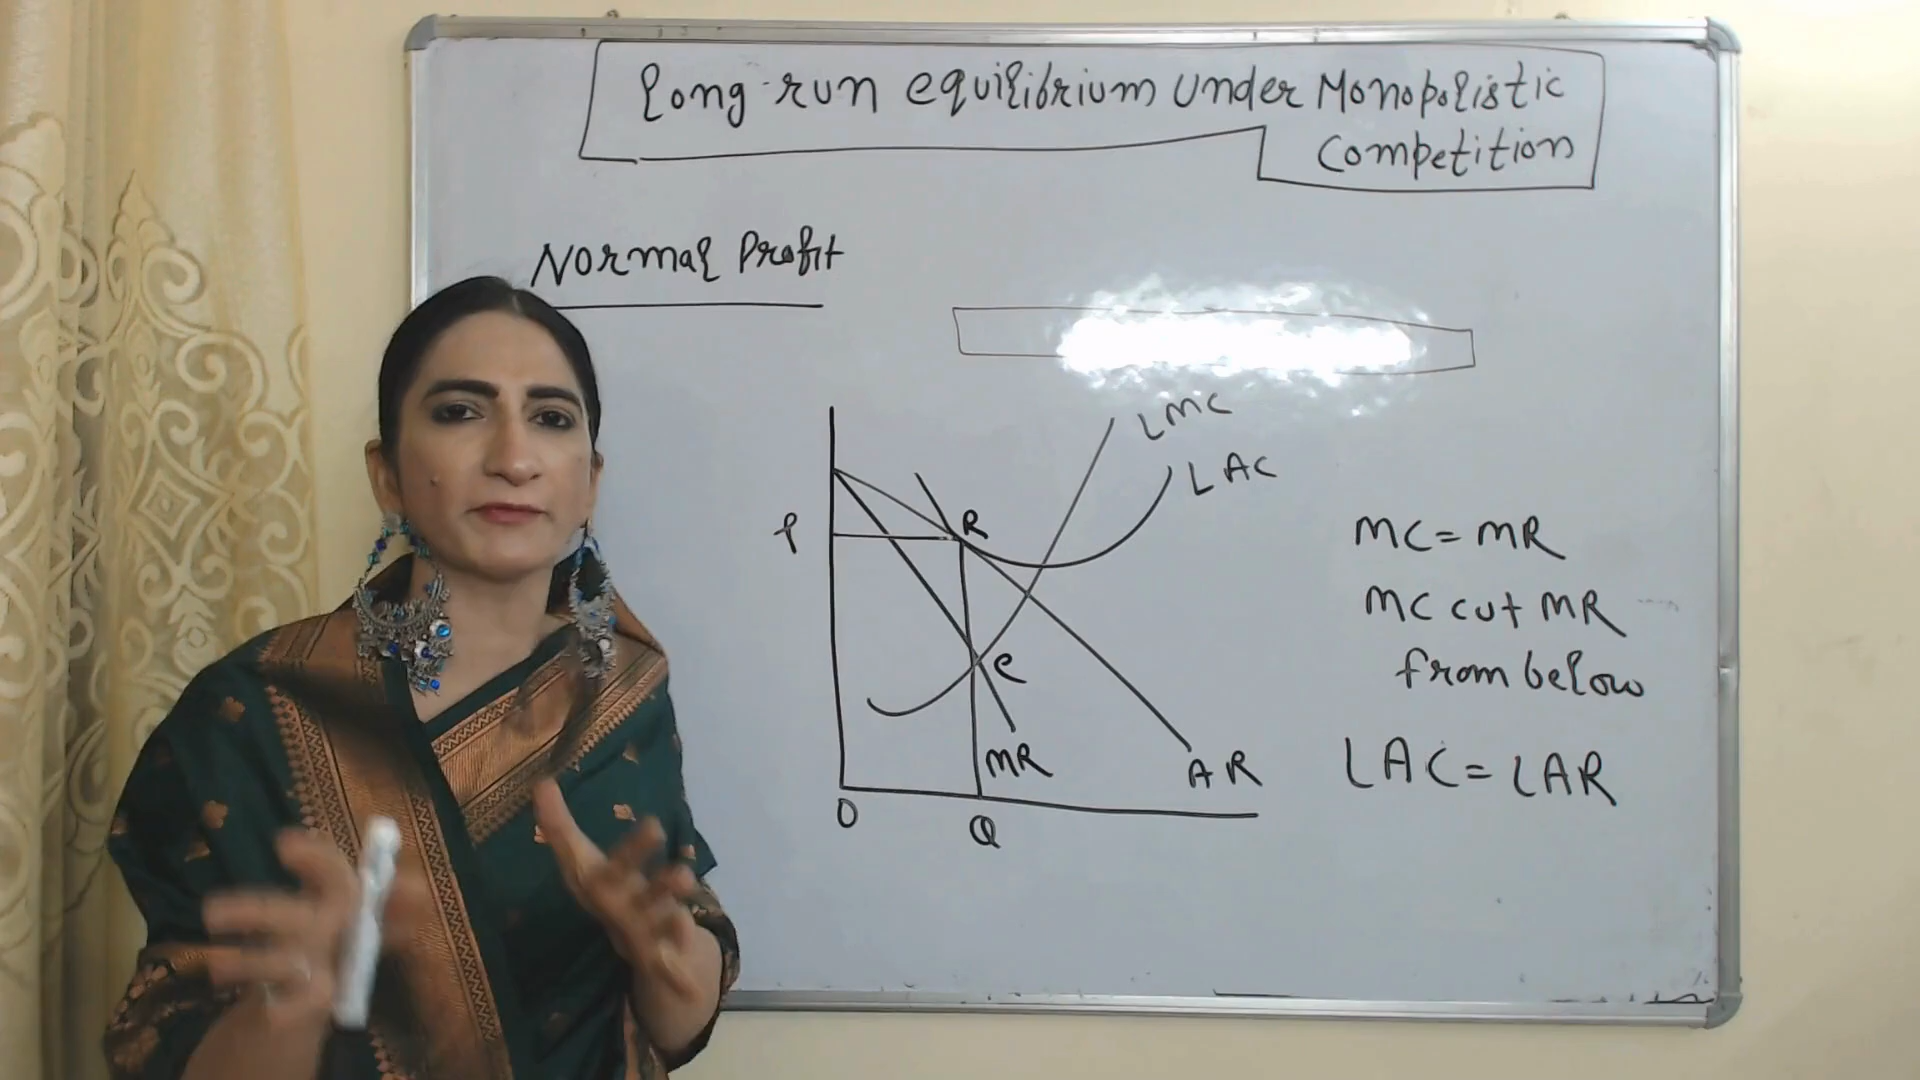 Long-run equilibrium under Monopolistic
Competition
Normal Profit
LMC
LAC
P
R
MC = MR
MC cut MR
from below
e
MR
AR
LAC = LAR
O
Q